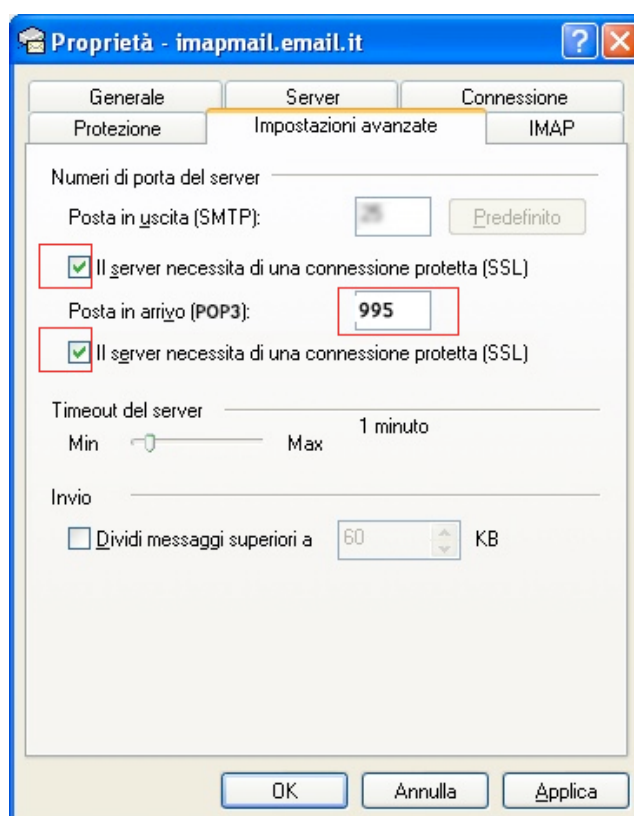 Proprietà - imapmail.email.it
Generale Server Connessione
Protezione Impostazioni avanzate IMAP
Numeri di porta del server
Posta in uscita (SMTP): Predefinito
Il server necessita di una connessione protetta (SSL)
Posta in arrivo (POP3): 995
Il server necessita di una connessione protetta (SSL)
Timeout del server
Min Max 1 minuto
Invio
Dividi messaggi superiori a 60 KB
OK Annulla Applica